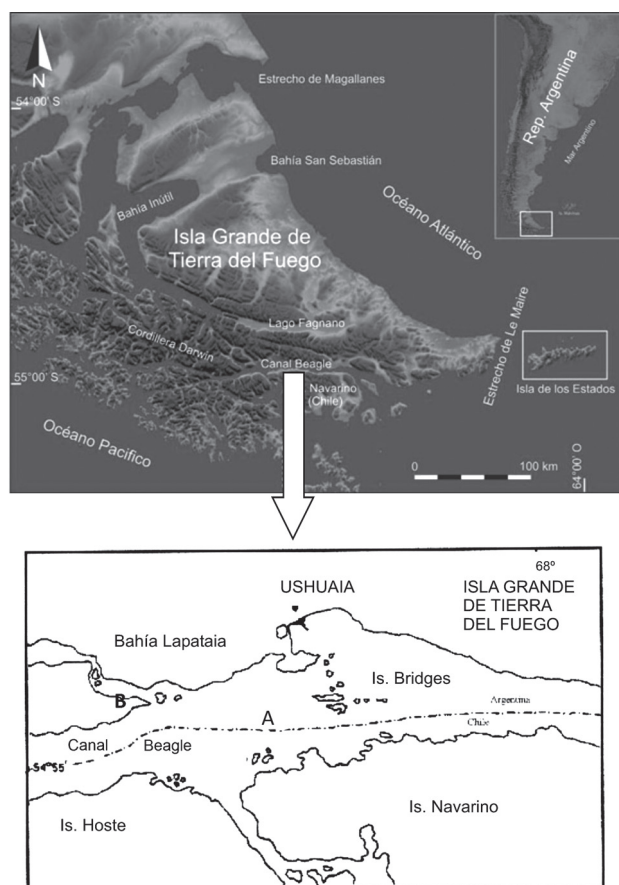 N
54°00' S
Estrecho de Magallanes
Rep. Argentina
Mar Argentino
Bahía San Sebastián
Bahía Inútil
Océano Atlántico
Isla Grande de
Tierra del Fuego
Lago Fagnano
Cordillera Darwin
Canal Beagle
Estrecho de Le Maire
55°00' S
Navarino
(Chile)
Isla de los Estados
Océano Pacífico
0 100 km
64°00' O
68º
USHUAIA
ISLA GRANDE
DE TIERRA
DEL FUEGO
Bahía Lapataia
Is. Bridges
B
A
Argentina
Chile
Canal Beagle
54º55'
Is. Hoste
Is. Navarino